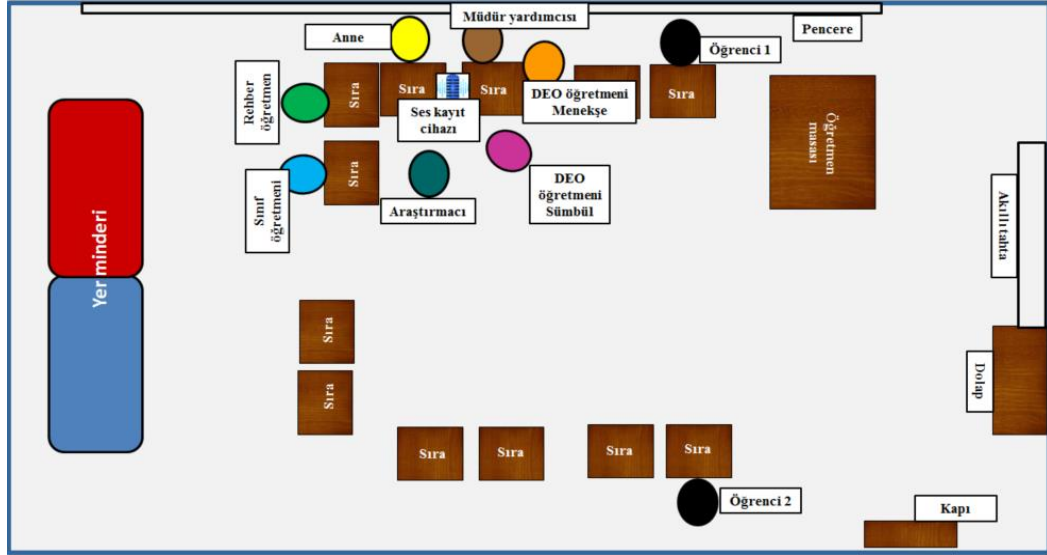 Müdür yardımcısı
Anne
Pencere
Öğrenci 1
Rehber
öğretmen
Sıra
Sıra
Sıra
Sıra
Ses kayıt
cihazı
DEO öğretmeni
Menekşe
Öğretmen
masası
Sınıf
öğretmeni
Sıra
Araştırmacı
DEO
öğretmeni
Sümbül
Akıllı tahta
Yer minderi
Sıra
Sıra
Dolap
Sıra
Sıra
Sıra
Sıra
Öğrenci 2
Kapı